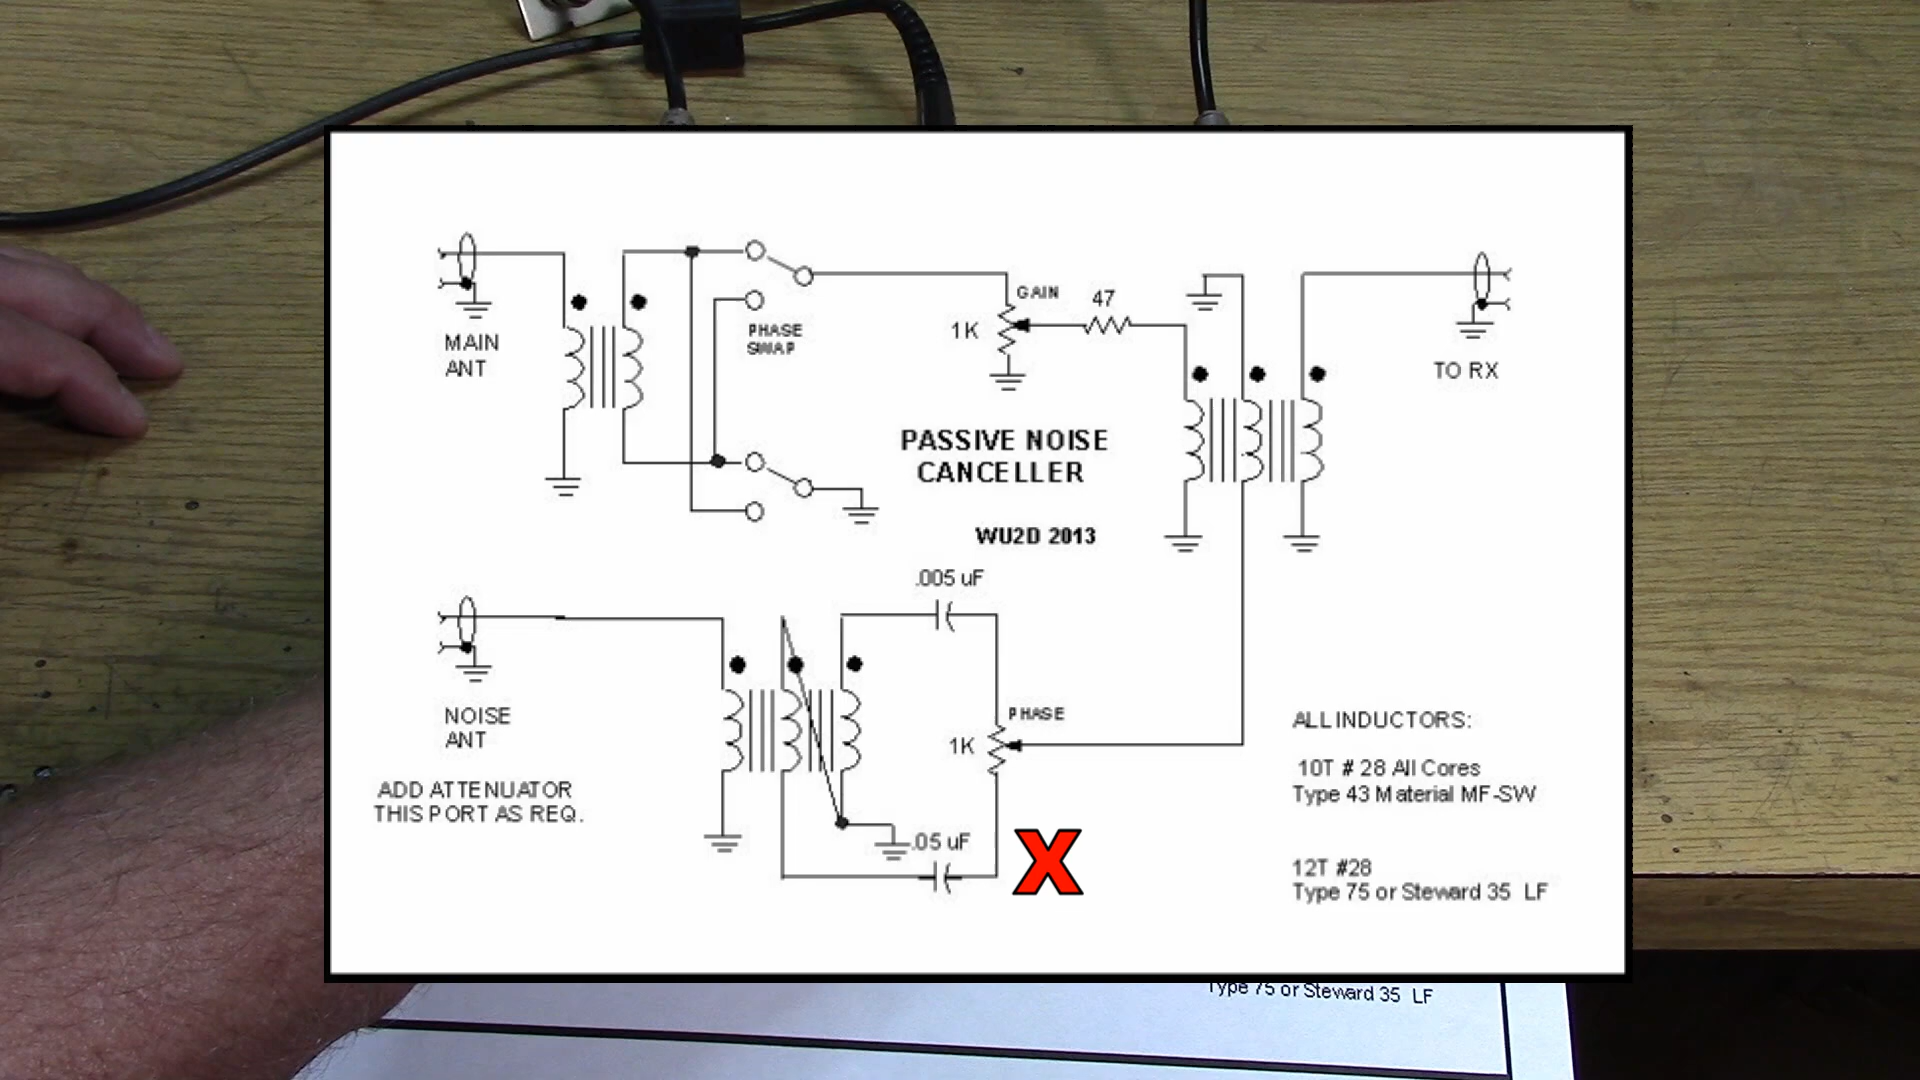 MAIN
ANT
PHASE
SWAP
GAIN
1K
47
TO RX
PASSIVE NOISE
CANCELLER
WU2D 2013
.005 uF
NOISE
ANT
ADD ATTENUATOR
THIS PORT AS REQ.
PHASE
1K
.05 uF
X
ALL INDUCTORS:
10T # 28 All Cores
Type 43 Material MF-SW
12T #28
Type 75 or Steward 35 LF
Type 75 or Steward 35 LF